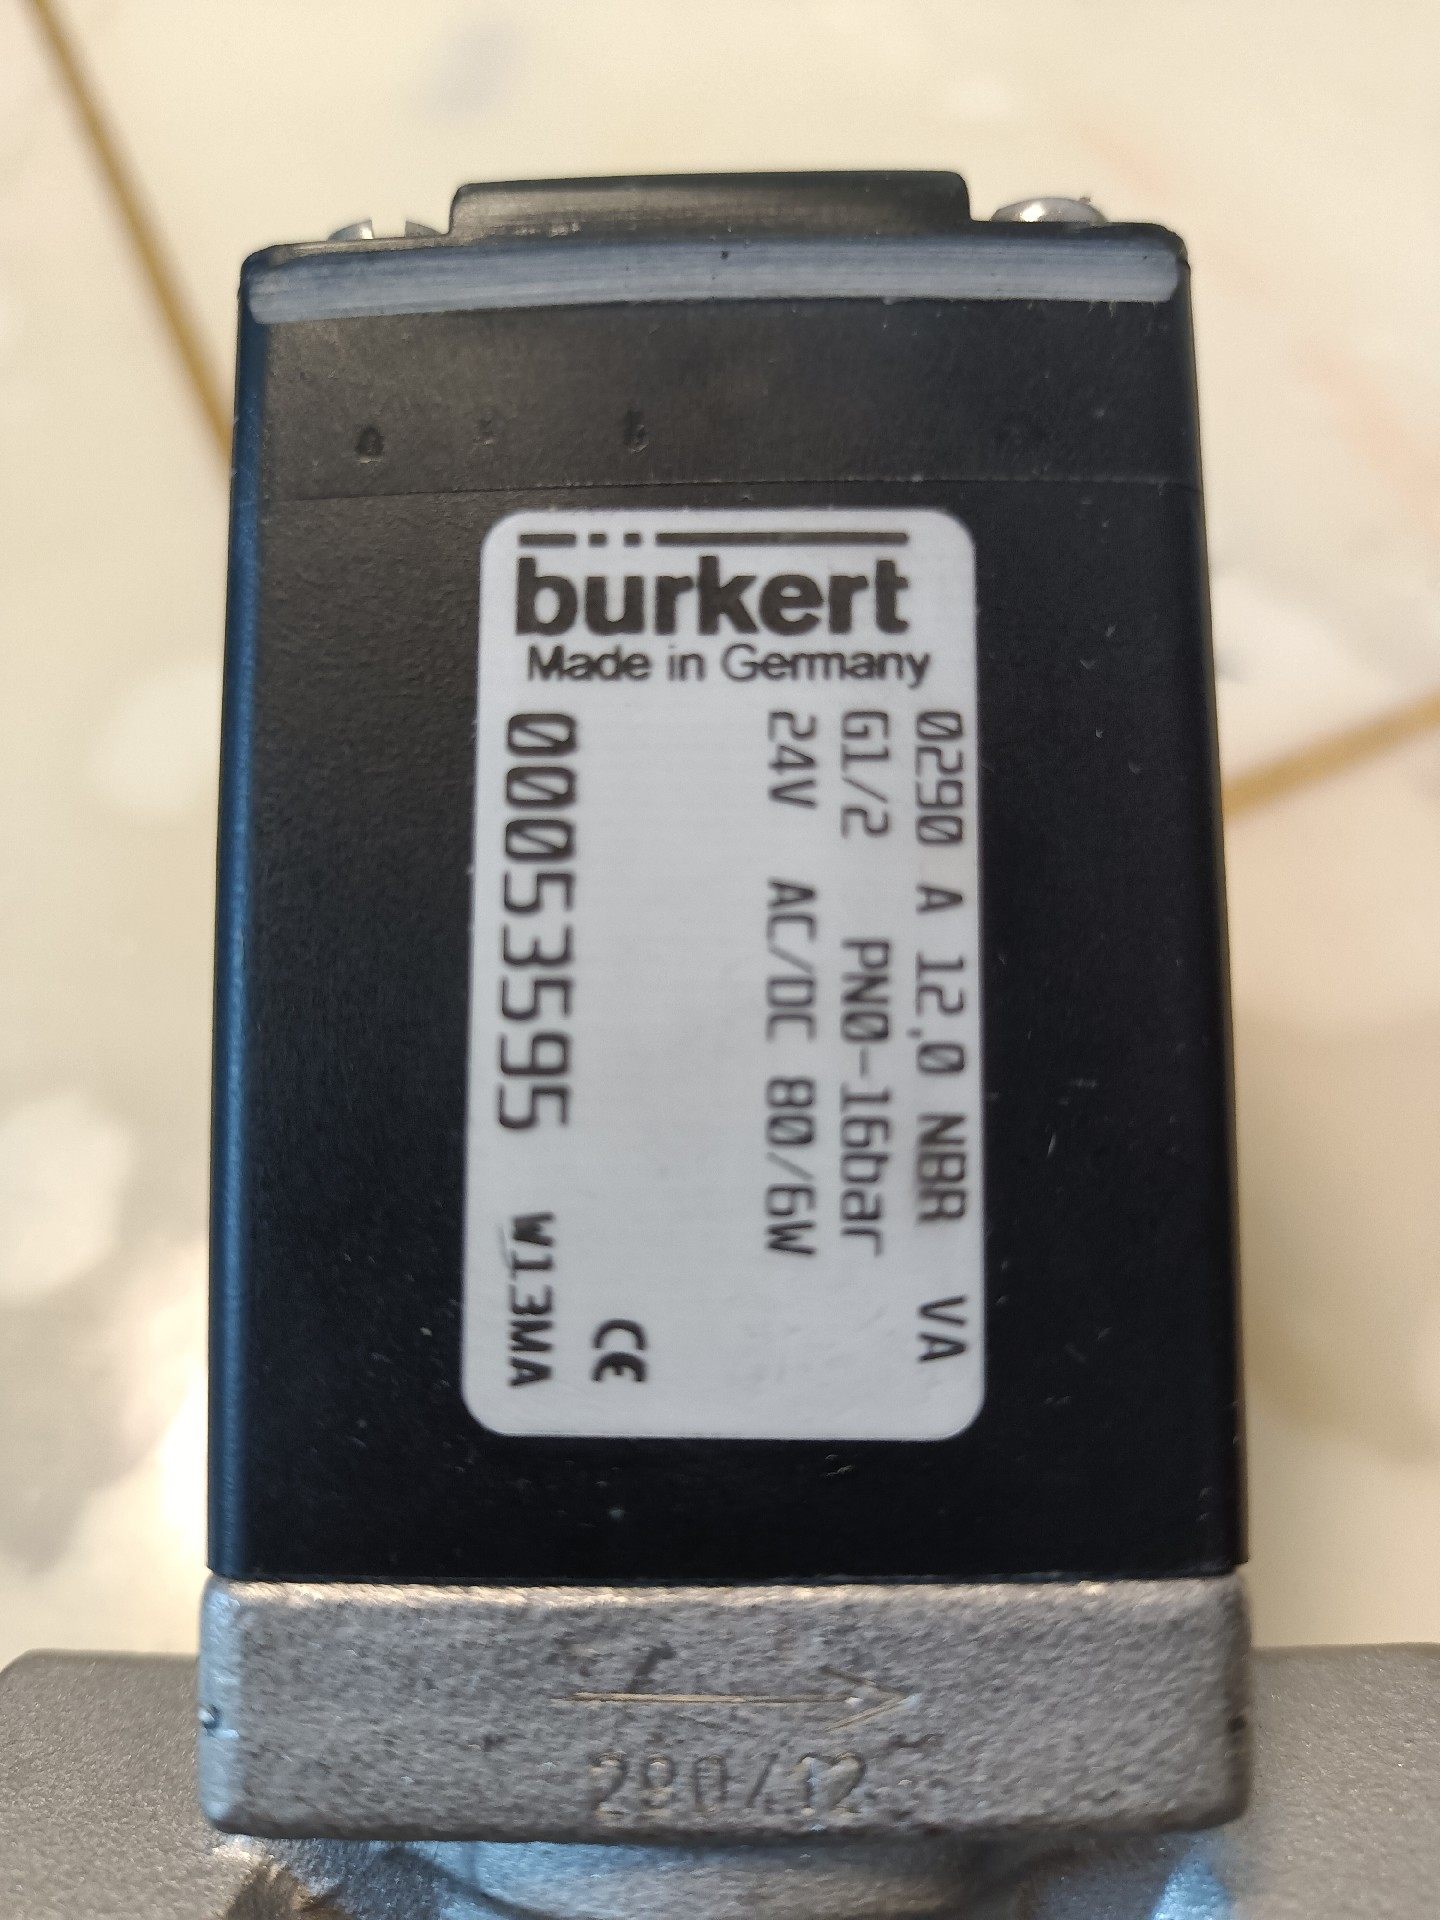 bürkert
Made in Germany
0290 A 12,0 NBR VA
G1/2 PN0-16bar
24V AC/DC 80/6W
CE
00053595 W13MA
290/12